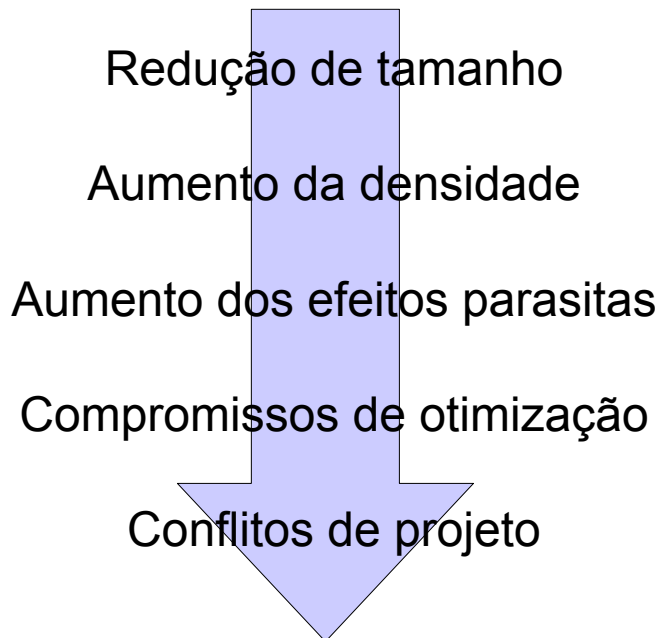 Redução de tamanho
Aumento da densidade
Aumento dos efeitos parasitas
Compromissos de otimização
Conflitos de projeto